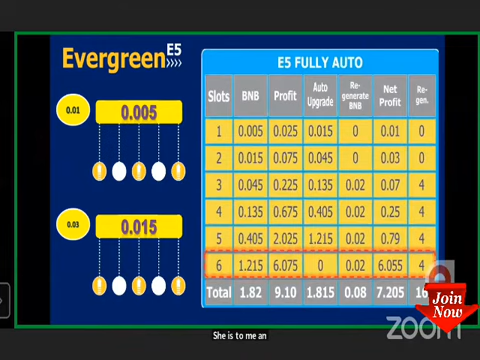 Evergreen E5 >>>>
0.01
0.005
0.03
0.015
E5 FULLY AUTO
Slots BNB Profit Auto Upgrade Re-generate BNB Net Profit Re-gen.
1 0.005 0.025 0.015 0 0.01 0
2 0.015 0.075 0.045 0 0.03 0
3 0.045 0.225 0.135 0.02 0.07 4
4 0.135 0.675 0.405 0.02 0.25 4
5 0.405 2.025 1.215 0.02 0.79 4
6 1.215 6.075 0 0.02 6.055 4
Total 1.82 9.10 1.815 0.08 7.205 16
Join
Now
zoom
She is to me an